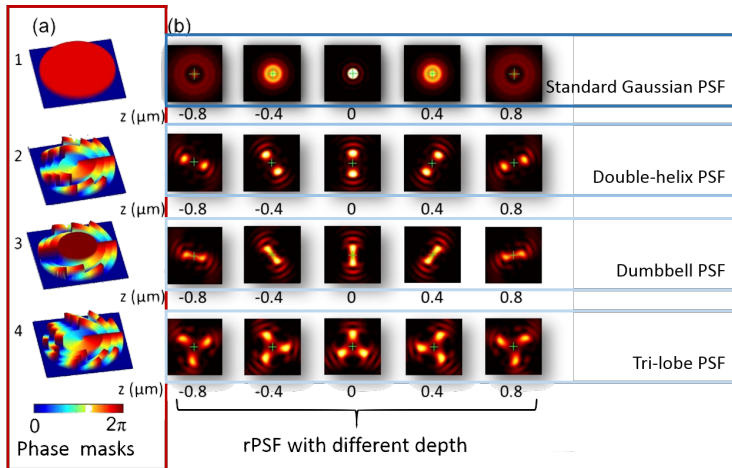 (a) (b)
1
Standard Gaussian PSF
z (μm) -0.8 -0.4 0 0.4 0.8
2
Double-helix PSF
z (μm) -0.8 -0.4 0 0.4 0.8
3
Dumbbell PSF
z (μm) -0.8 -0.4 0 0.4 0.8
4
Tri-lobe PSF
z (μm) -0.8 -0.4 0 0.4 0.8
0 2π
Phase masks
rPSF with different depth